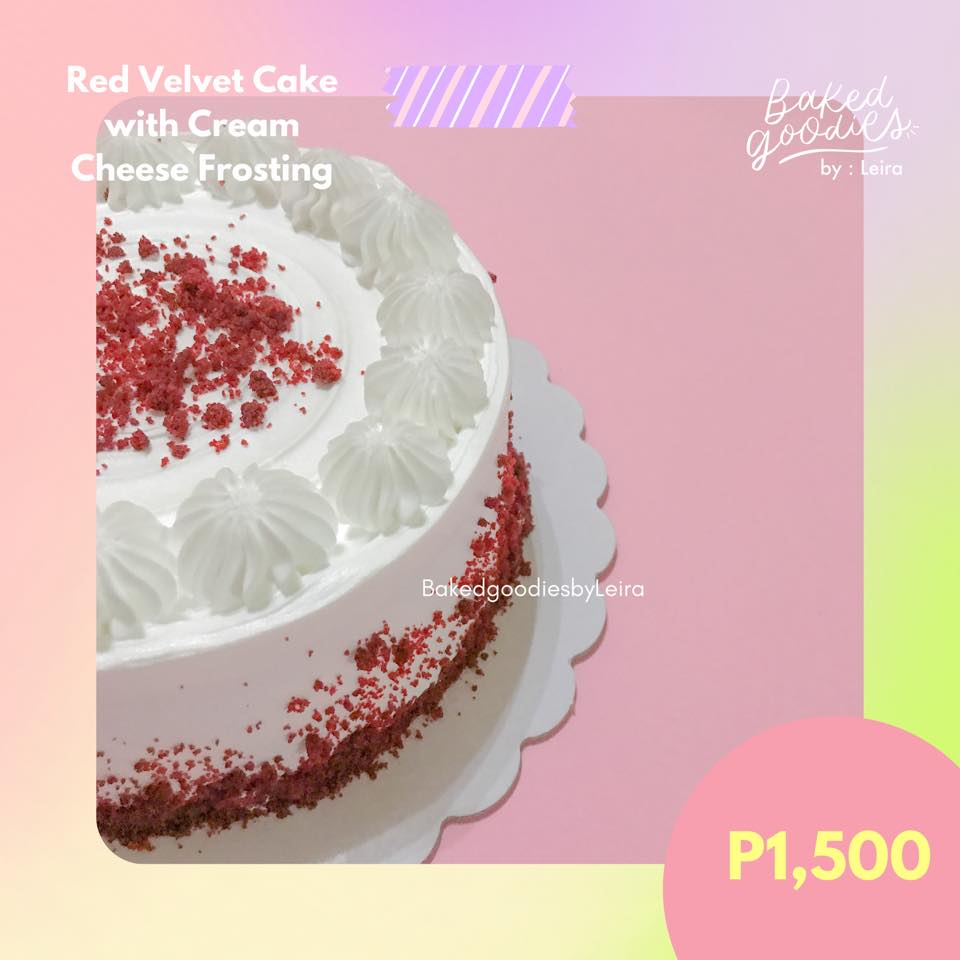 Red Velvet Cake
with Cream
Cheese Frosting
Baked
goodies
by : Leira
BakedgoodiesbyLeira
P1,500